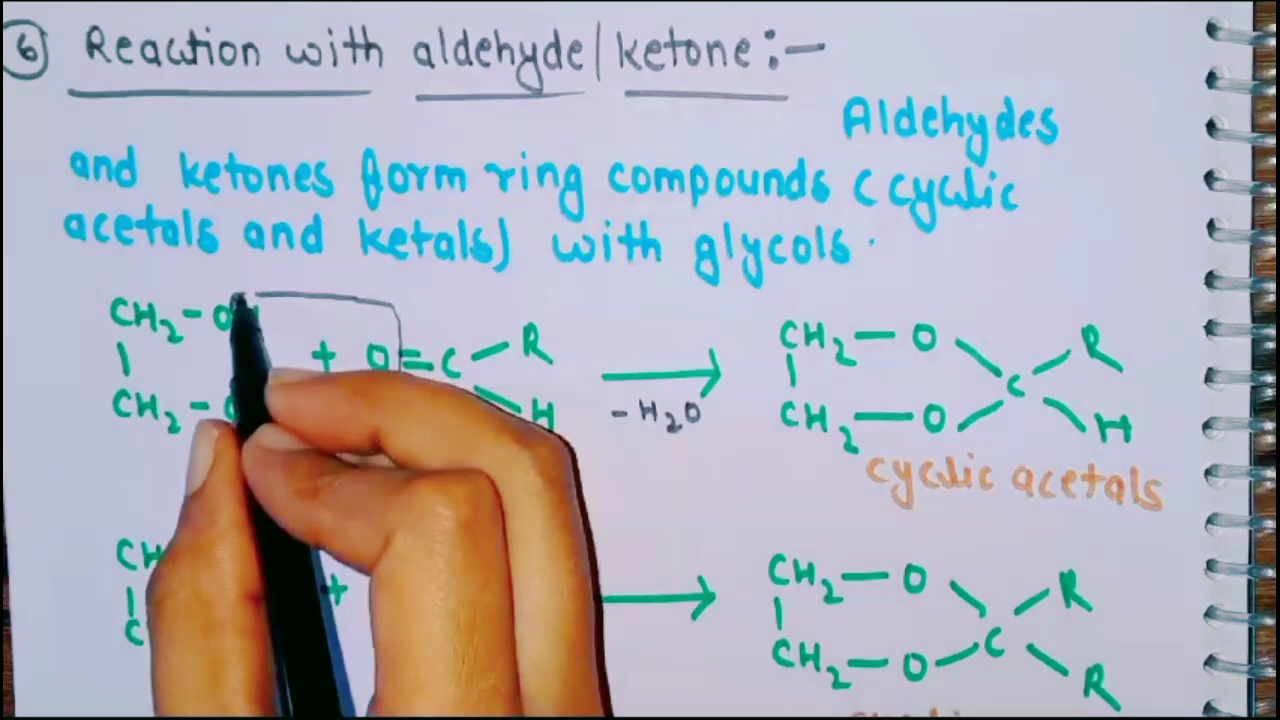 6 Reaction with aldehyde/ketone:-
Aldehydes
and ketones form ring compounds (cyclic
acetals and ketals) with glycols.
CH2-OH + O=C-R H → -H2O CH2-O CH2-O C R H
CH2-
cyclic acetals
+ → CH2-O CH2-O C R R